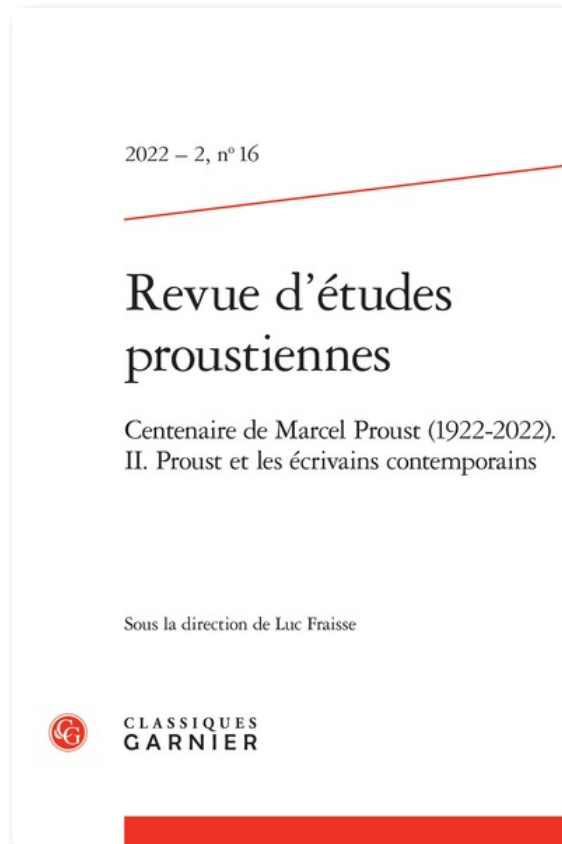 2022 – 2, nº 16
Revue d’études
proustiennes
Centenaire de Marcel Proust (1922-2022).
II. Proust et les écrivains contemporains
Sous la direction de Luc Fraisse
CG
CLASSIQUES
GARNIER